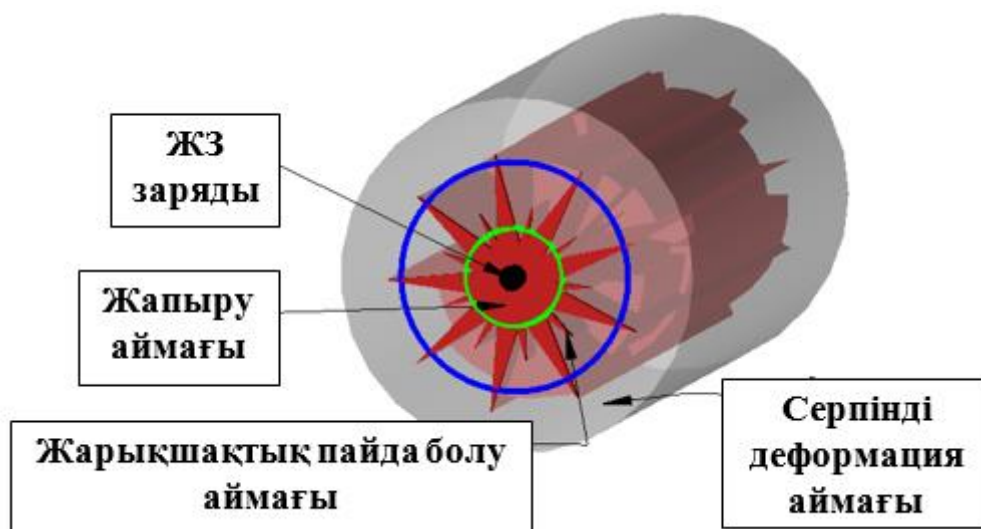 ЖЗ
заряды
Жапыру
аймағы
Жарықшақтық пайда болу
аймағы
Серпінді
деформация
аймағы